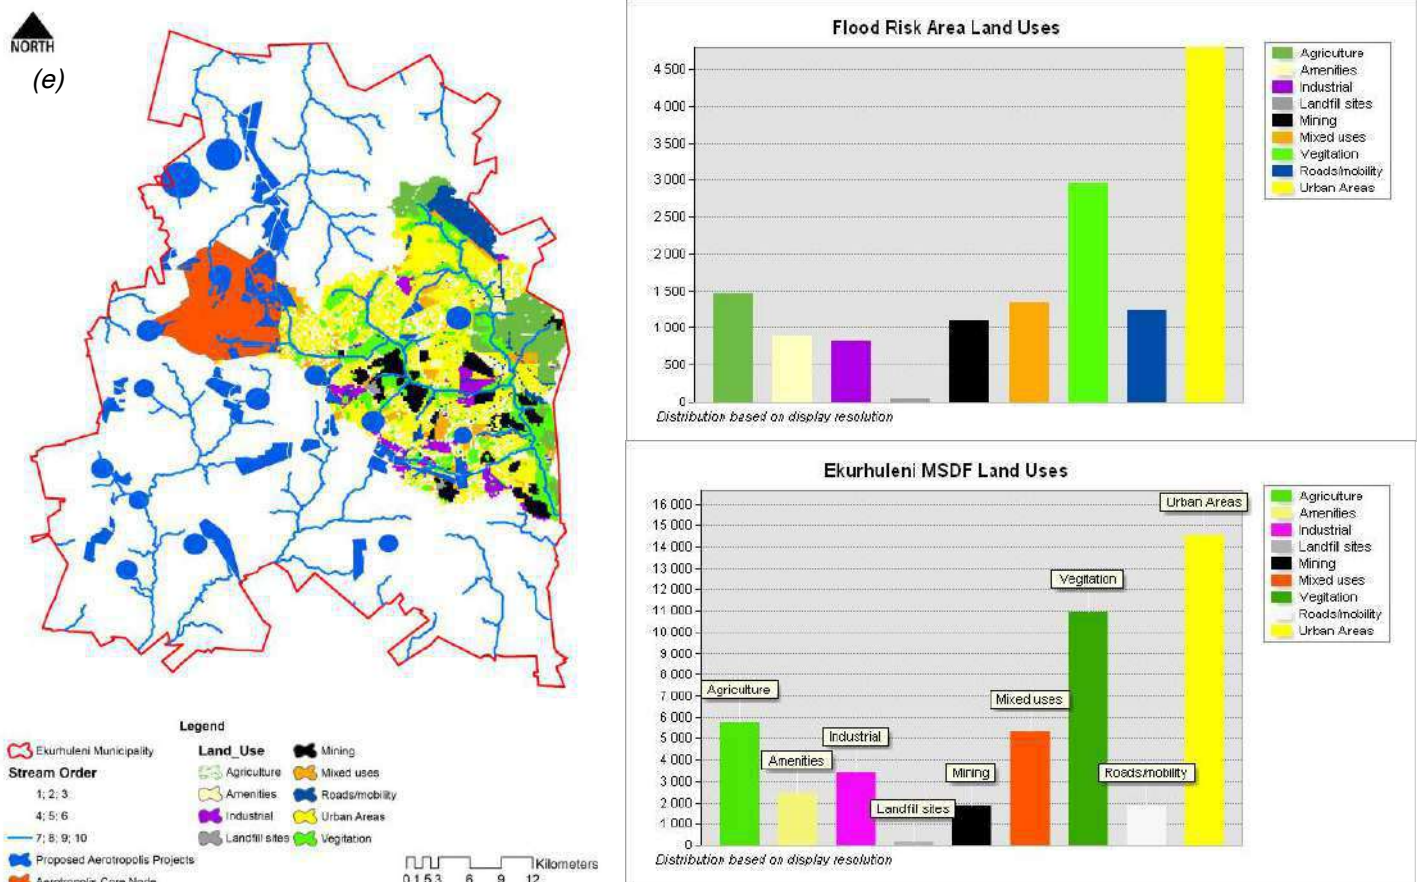 NORTH
(e)
Legend
Ekurhuleni Municipality
Stream Order
1; 2; 3
4; 5; 6
7; 8; 9; 10
Proposed Aerotropolis Projects
Aerotropolis Core Node
Land_Use
Agriculture
Amenities
Industrial
Landfill sites
Mining
Mixed uses
Roads/mobility
Urban Areas
Vegitation
Kilometers
0 1.5 3 6 9 12
Flood Risk Area Land Uses
4 500
4 000
3 500
3 000
2 500
2 000
1 500
1 000
500
0
Distribution based on display resolution
Agriculture
Amenities
Industrial
Landfill sites
Mining
Mixed uses
Vegitation
Roads/mobility
Urban Areas
Ekurhuleni MSDF Land Uses
16 000
15 000
14 000
13 000
12 000
11 000
10 000
9 000
8 000
7 000
6 000
5 000
4 000
3 000
2 000
1 000
0
Agriculture
Amenities
Industrial
Landfill sites
Mining
Mixed uses
Vegitation
Roads/mobility
Urban Areas
Distribution based on display resolution
Agriculture
Amenities
Industrial
Landfill sites
Mining
Mixed uses
Vegitation
Roads/mobility
Urban Areas